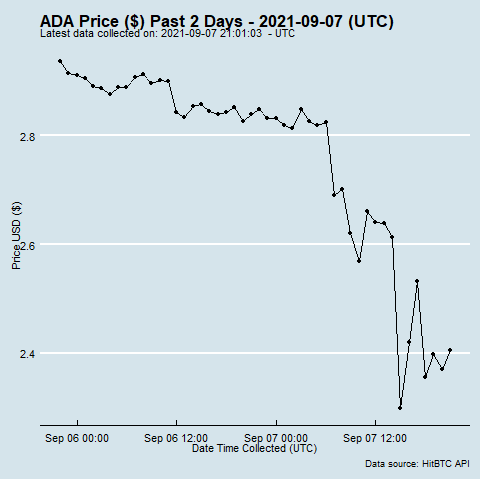 ADA Price ($) Past 2 Days - 2021-09-07 (UTC)
Latest data collected on: 2021-09-07 21:01:03 - UTC
Price USD ($)
2.8
2.6
2.4
Sep 06 00:00 Sep 06 12:00 Sep 07 00:00 Sep 07 12:00
Date Time Collected (UTC)
Data source: HitBTC API